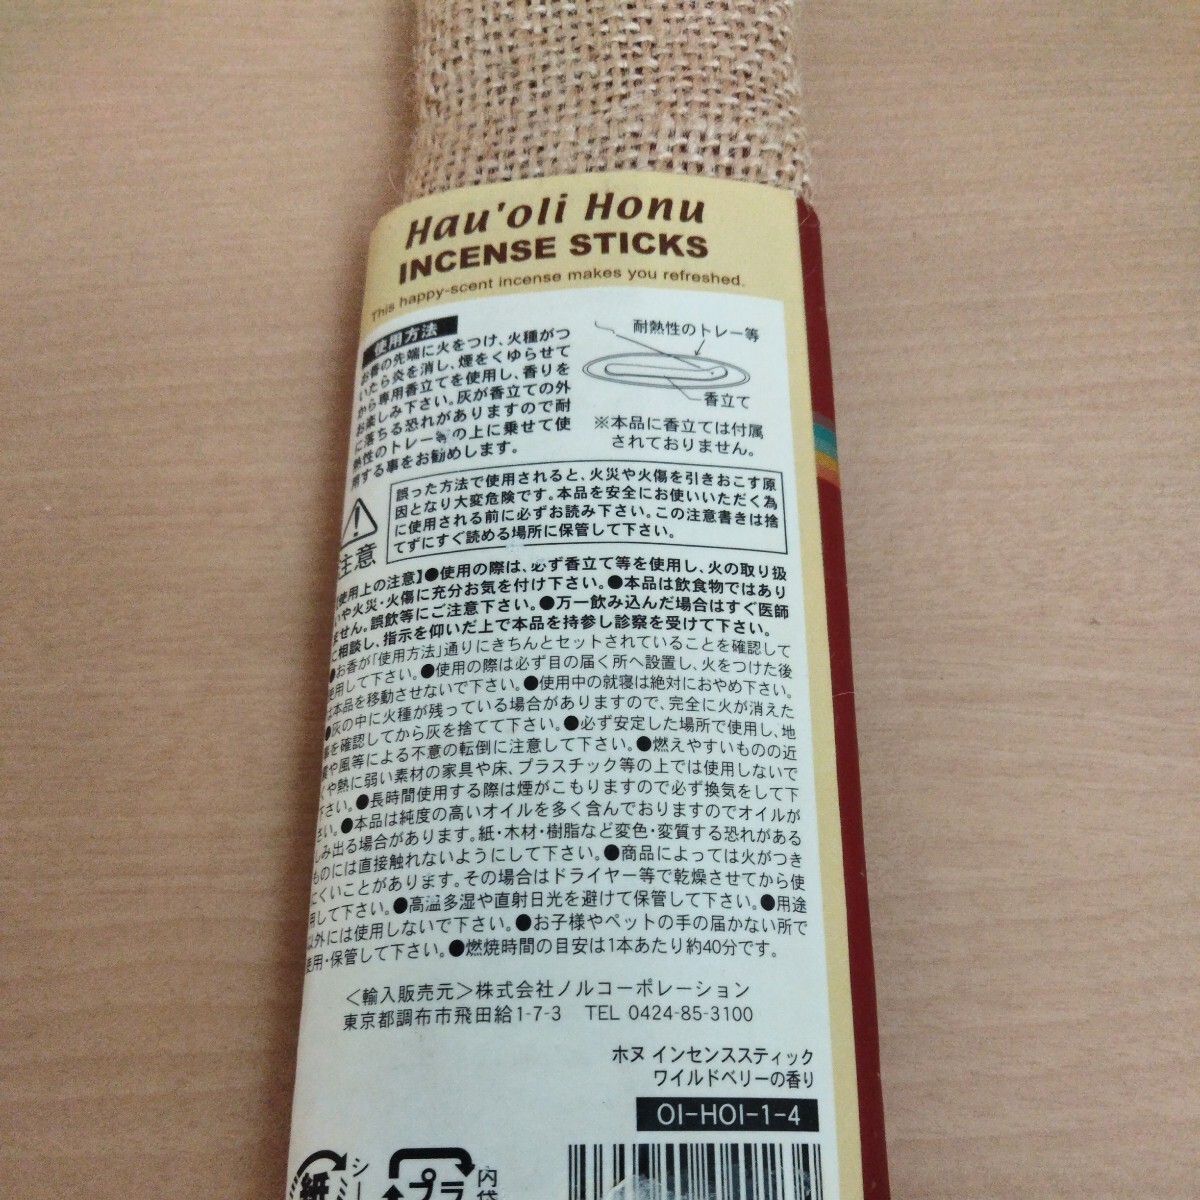 Hau'oli Honu
INCENSE STICKS
This happy-scent incense makes you refreshed.
使用方法
お香の先端に火をつけ、火種がつ
いたら炎を消し、煙をくゆらせて
から専用香立てを使用し、香りを
お楽しみ下さい。灰が香立ての外
に落ちる恐れがありますので耐
熱性のトレー等の上に乗せて使
用する事をお勧めします。
耐熱性のトレー等
香立て
※本品に香立ては付属
されておりません。
注意
誤った方法で使用されると、火災や火傷を引きおこす原
因となり大変危険です。本品を安全にお使いいただく為
に使用される前に必ずお読み下さい。この注意書きは捨
てずにすぐ読める場所に保管して下さい。
【使用上の注意】●使用の際は、必ず香立て等を使用し、火の取り扱
いや火災・火傷に充分お気を付け下さい。●本品は飲食物ではあり
ません。誤飲等にご注意下さい。●万一飲み込んだ場合はすぐ医師
に相談し、指示を仰いだ上で本品を持参し診察を受けて下さい。
●お香が「使用方法」通りにきちんとセットされていることを確認して
使用して下さい。●使用の際は必ず目の届く所へ設置し、火をつけた後
は本品を移動させないで下さい。●使用中の就寝は絶対におやめ下さい。
●灰の中に火種が残っている場合がありますので、完全に火が消えた
事を確認してから灰を捨てて下さい。●必ず安定した場所で使用し、地
震や風等による不意の転倒に注意して下さい。●燃えやすいものの近
くや熱に弱い素材の家具や床、プラスチック等の上では使用しないで
下さい。●長時間使用する際は煙がこもりますので必ず換気をして下
さい。●本品は純度の高いオイルを多く含んでおりますのでオイルが
しみ出る場合があります。紙・木材・樹脂など変色・変質する恐れがある
ものには直接触れないようにして下さい。●商品によっては火がつき
にくいことがあります。その場合はドライヤー等で乾燥させてから使
用して下さい。●高温多湿や直射日光を避けて保管して下さい。●用途
以外には使用しないで下さい。●お子様やペットの手の届かない所で
使用・保管して下さい。●燃焼時間の目安は1本あたり約40分です。
＜輸入販売元＞株式会社ノルコーポレーション
東京都調布市飛田給1-7-3 TEL 0424-85-3100
ホヌ インセンススティック
ワイルドベリーの香り
OI-HOI-1-4
紙
プラ
内袋